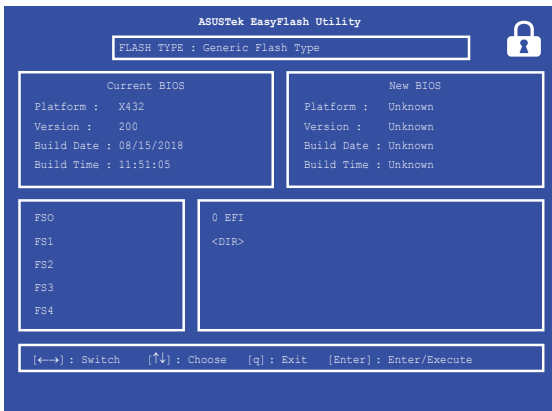 ASUSTek EasyFlash Utility
FLASH TYPE : Generic Flash Type
Current BIOS
Platform : X432
Version : 200
Build Date : 08/15/2018
Build Time : 11:51:05
New BIOS
Platform : Unknown
Version : Unknown
Build Date : Unknown
Build Time : Unknown
FSO
FS1
FS2
FS3
FS4
0 EFI
<DIR>
[←→] : Switch [↑↓] : Choose [q] : Exit [Enter] : Enter/Execute